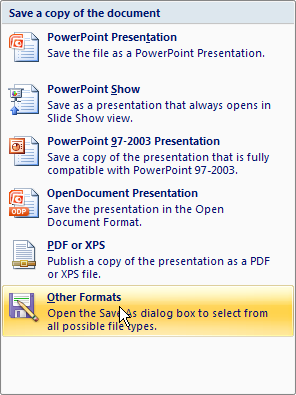 Save a copy of the document
PowerPoint Presentation
Save the file as a PowerPoint Presentation.
PowerPoint Show
Save as a presentation that always opens in
Slide Show view.
PowerPoint 97-2003 Presentation
Save a copy of the presentation that is fully
compatible with PowerPoint 97-2003.
OpenDocument Presentation
Save the presentation in the Open
Document Format.
ODP
PDF or XPS
Publish a copy of the presentation as a PDF
or XPS file.
Other Formats
Open the Save As dialog box to select from
all possible file types.